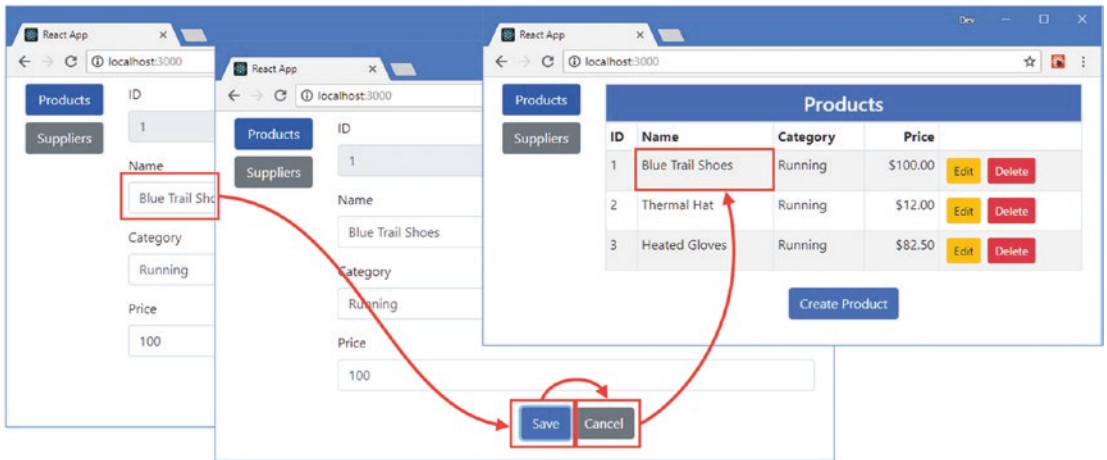 React App
localhost:3000
Products
Suppliers
ID
1
Name
Blue Trail Sho
Category
Running
Price
100
React App
localhost:3000
Products
Suppliers
ID
1
Name
Blue Trail Shoes
Category
Running
Price
100
Save Cancel
Dev
React App
localhost:3000
Products
Suppliers
Products
ID Name Category Price
1 Blue Trail Shoes Running $100.00 Edit Delete
2 Thermal Hat Running $12.00 Edit Delete
3 Heated Gloves Running $82.50 Edit Delete
Create Product